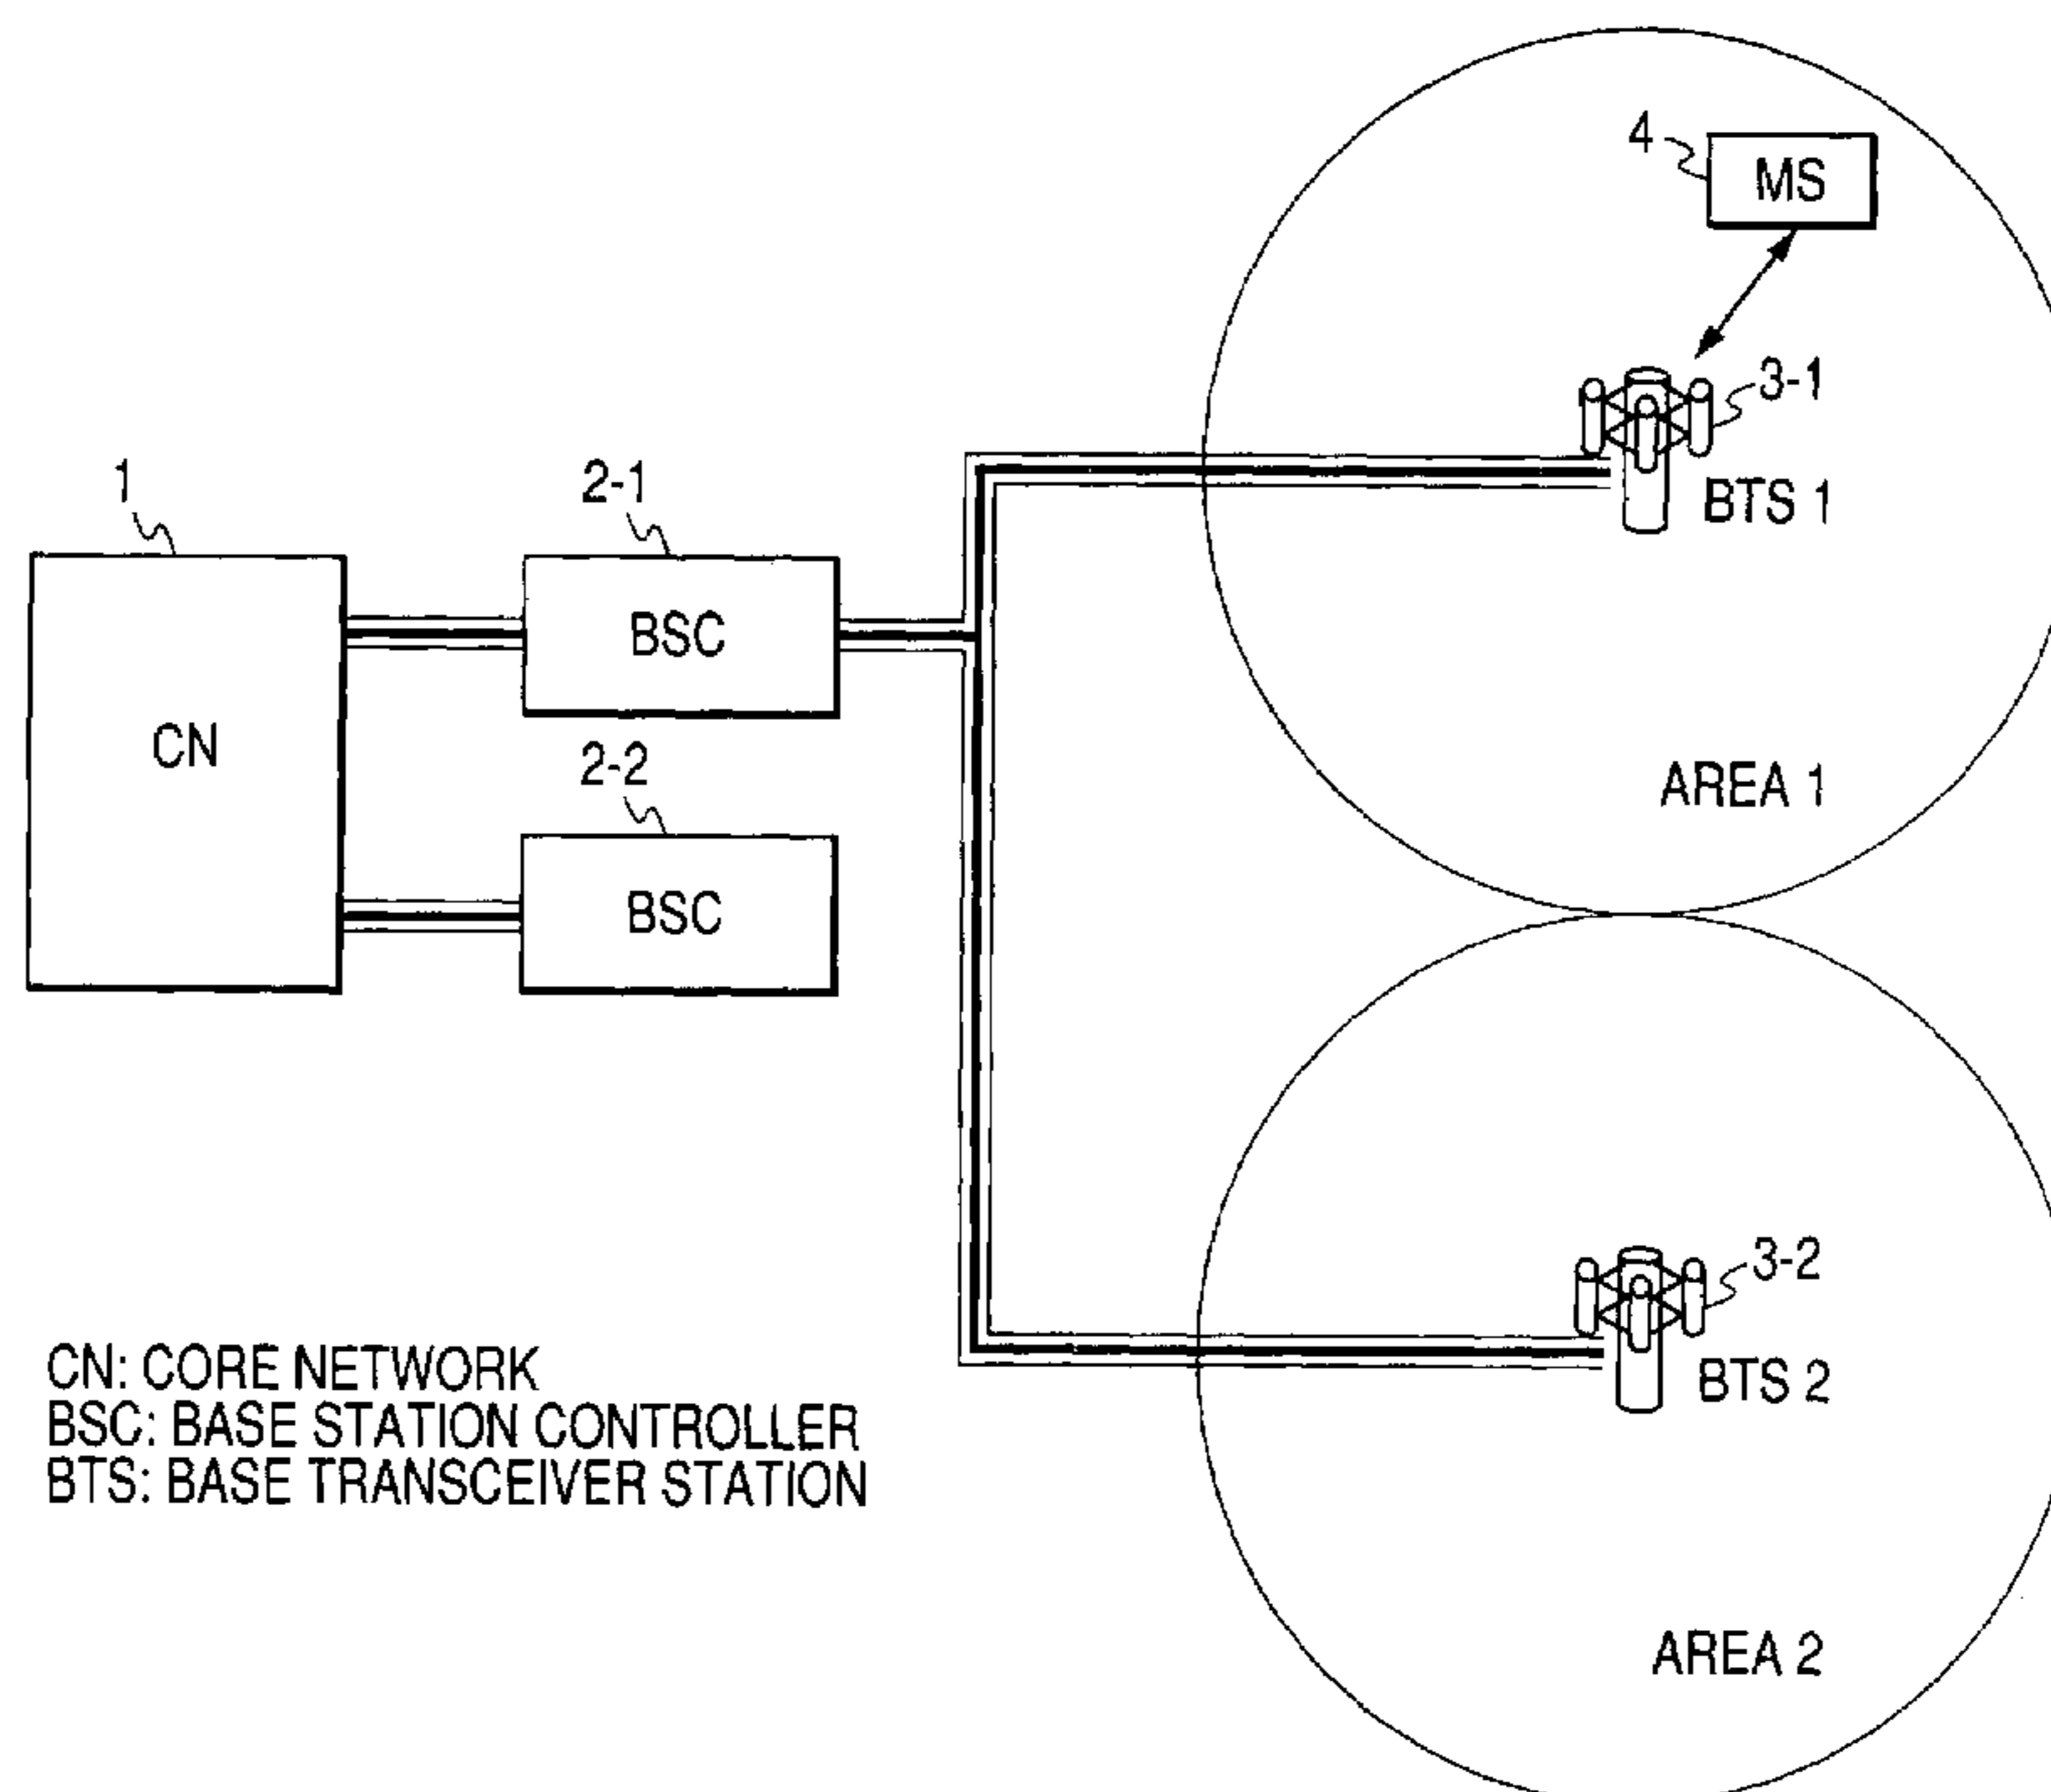 4
MS
3-1
BTS 1
1
2-1
BSC
CN
2-2
BSC
AREA 1
3-2
BTS 2
CN: CORE NETWORK
BSC: BASE STATION CONTROLLER
BTS: BASE TRANSCEIVER STATION
AREA 2